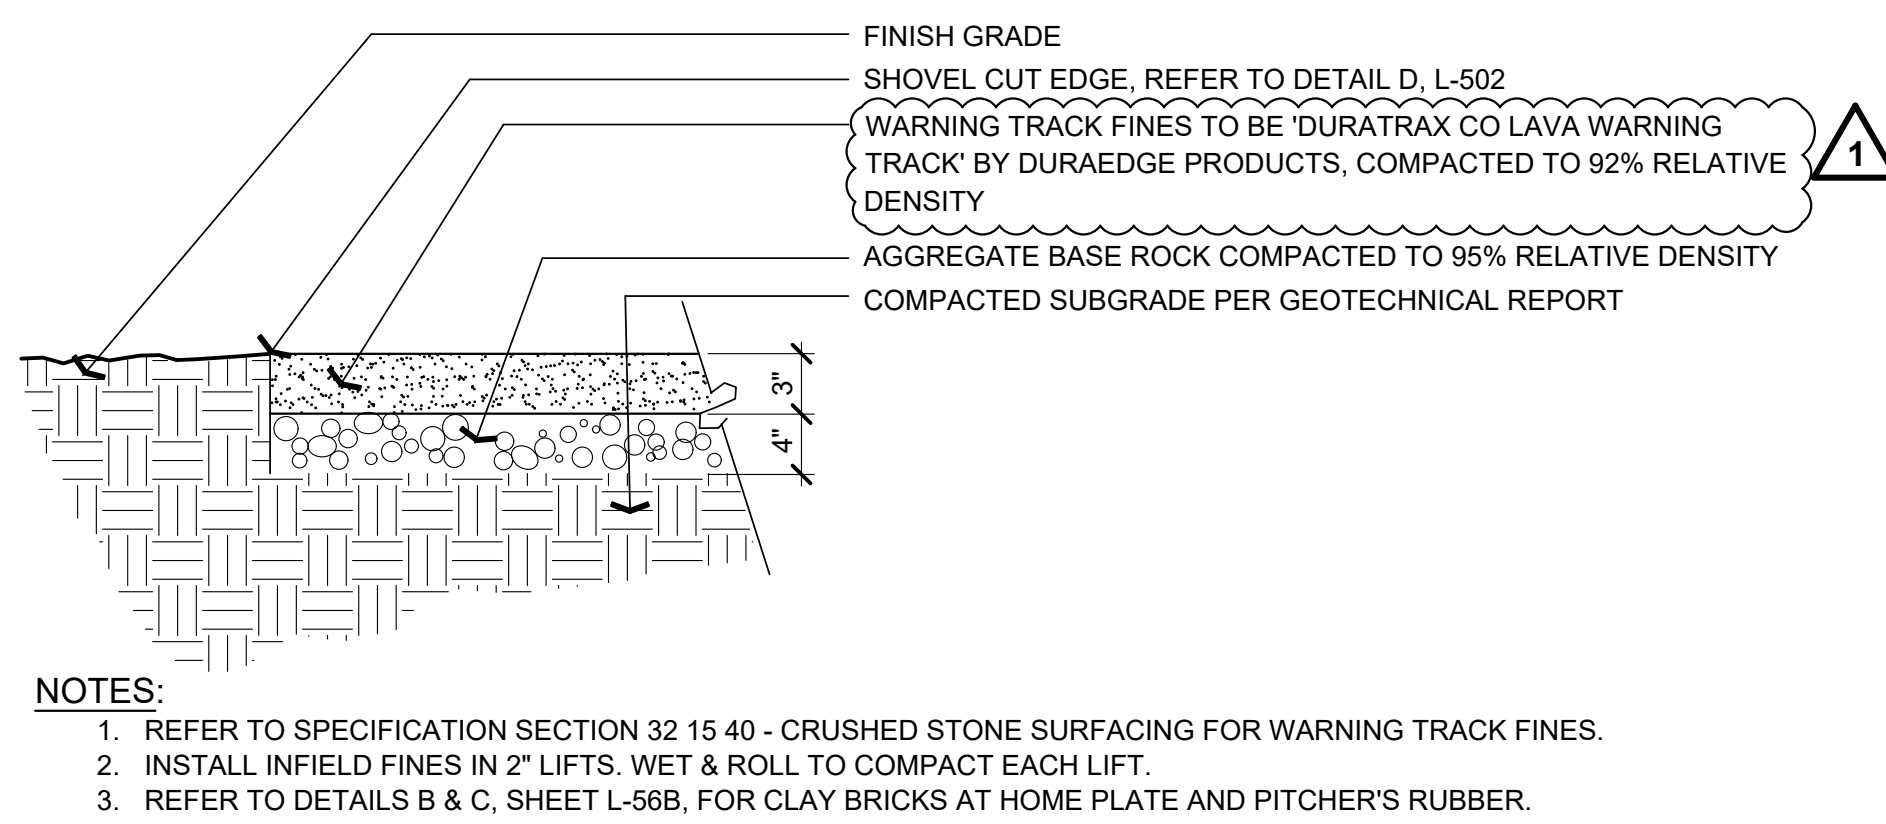 FINISH GRADE
SHOVEL CUT EDGE, REFER TO DETAIL D, L-502
WARNING TRACK FINES TO BE 'DURATRAX CO LAVA WARNING
TRACK' BY DURAEDGE PRODUCTS, COMPACTED TO 92% RELATIVE
DENSITY
1
AGGREGATE BASE ROCK COMPACTED TO 95% RELATIVE DENSITY
COMPACTED SUBGRADE PER GEOTECHNICAL REPORT
3"
4"
NOTES:
1. REFER TO SPECIFICATION SECTION 32 15 40 - CRUSHED STONE SURFACING FOR WARNING TRACK FINES.
2. INSTALL INFIELD FINES IN 2" LIFTS. WET & ROLL TO COMPACT EACH LIFT.
3. REFER TO DETAILS B & C, SHEET L-56B, FOR CLAY BRICKS AT HOME PLATE AND PITCHER'S RUBBER.